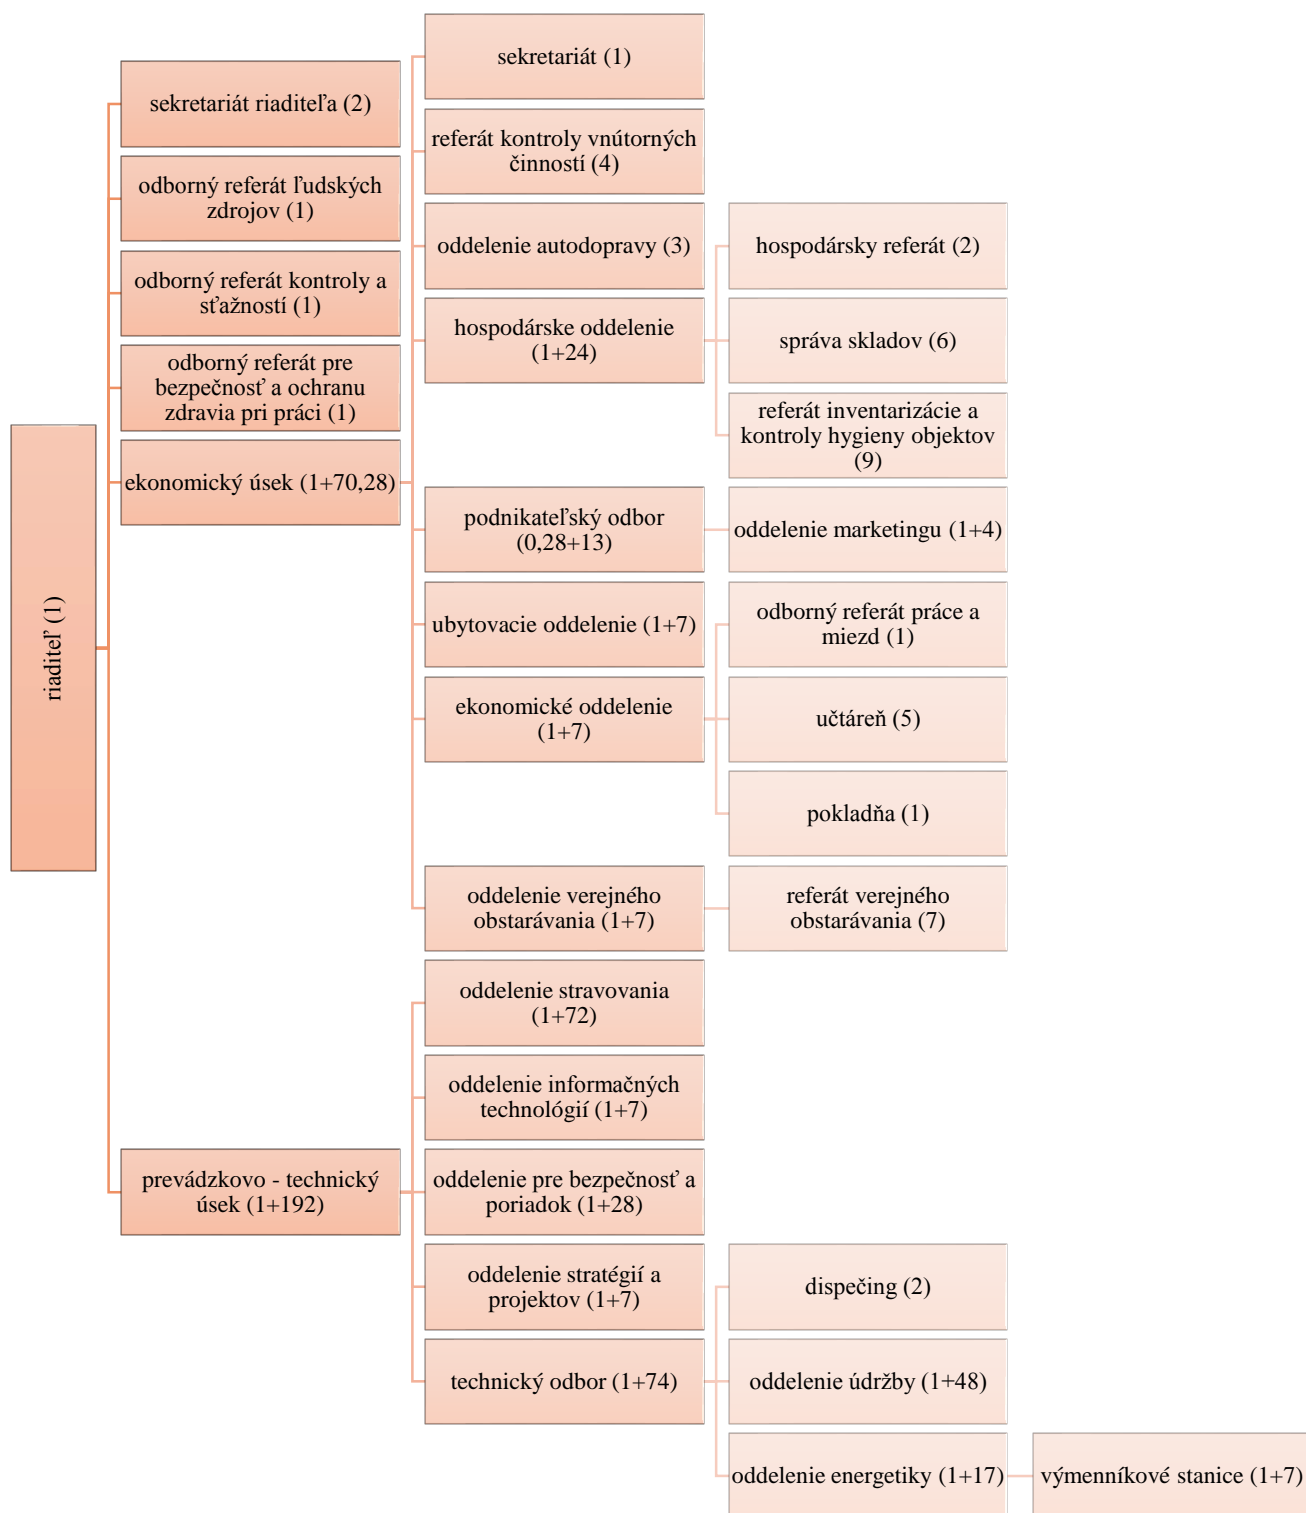 riaditeľ (1)
sekretariát riaditeľa (2)
odborný referát ľudských
zdrojov (1)
odborný referát kontroly a
sťažností (1)
odborný referát pre
bezpečnosť a ochranu
zdravia pri práci (1)
ekonomický úsek (1+70,28)
sekretariát (1)
referát kontroly vnútorných
činností (4)
oddelenie autodopravy (3)
hospodárske oddelenie
(1+24)
hospodársky referát (2)
správa skladov (6)
referát inventarizácie a
kontroly hygieny objektov
(9)
podnikateľský odbor
(0,28+13)
oddelenie marketingu (1+4)
ubytovacie oddelenie (1+7)
ekonomické oddelenie
(1+7)
odborný referát práce a
miezd (1)
učtáreň (5)
pokladňa (1)
oddelenie verejného
obstarávania (1+7)
referát verejného
obstarávania (7)
prevádzkovo - technický
úsek (1+192)
oddelenie stravovania
(1+72)
oddelenie informačných
technológií (1+7)
oddelenie pre bezpečnosť a
poriadok (1+28)
oddelenie stratégií a
projektov (1+7)
technický odbor (1+74)
dispečing (2)
oddelenie údržby (1+48)
oddelenie energetiky (1+17)
výmenníkové stanice (1+7)